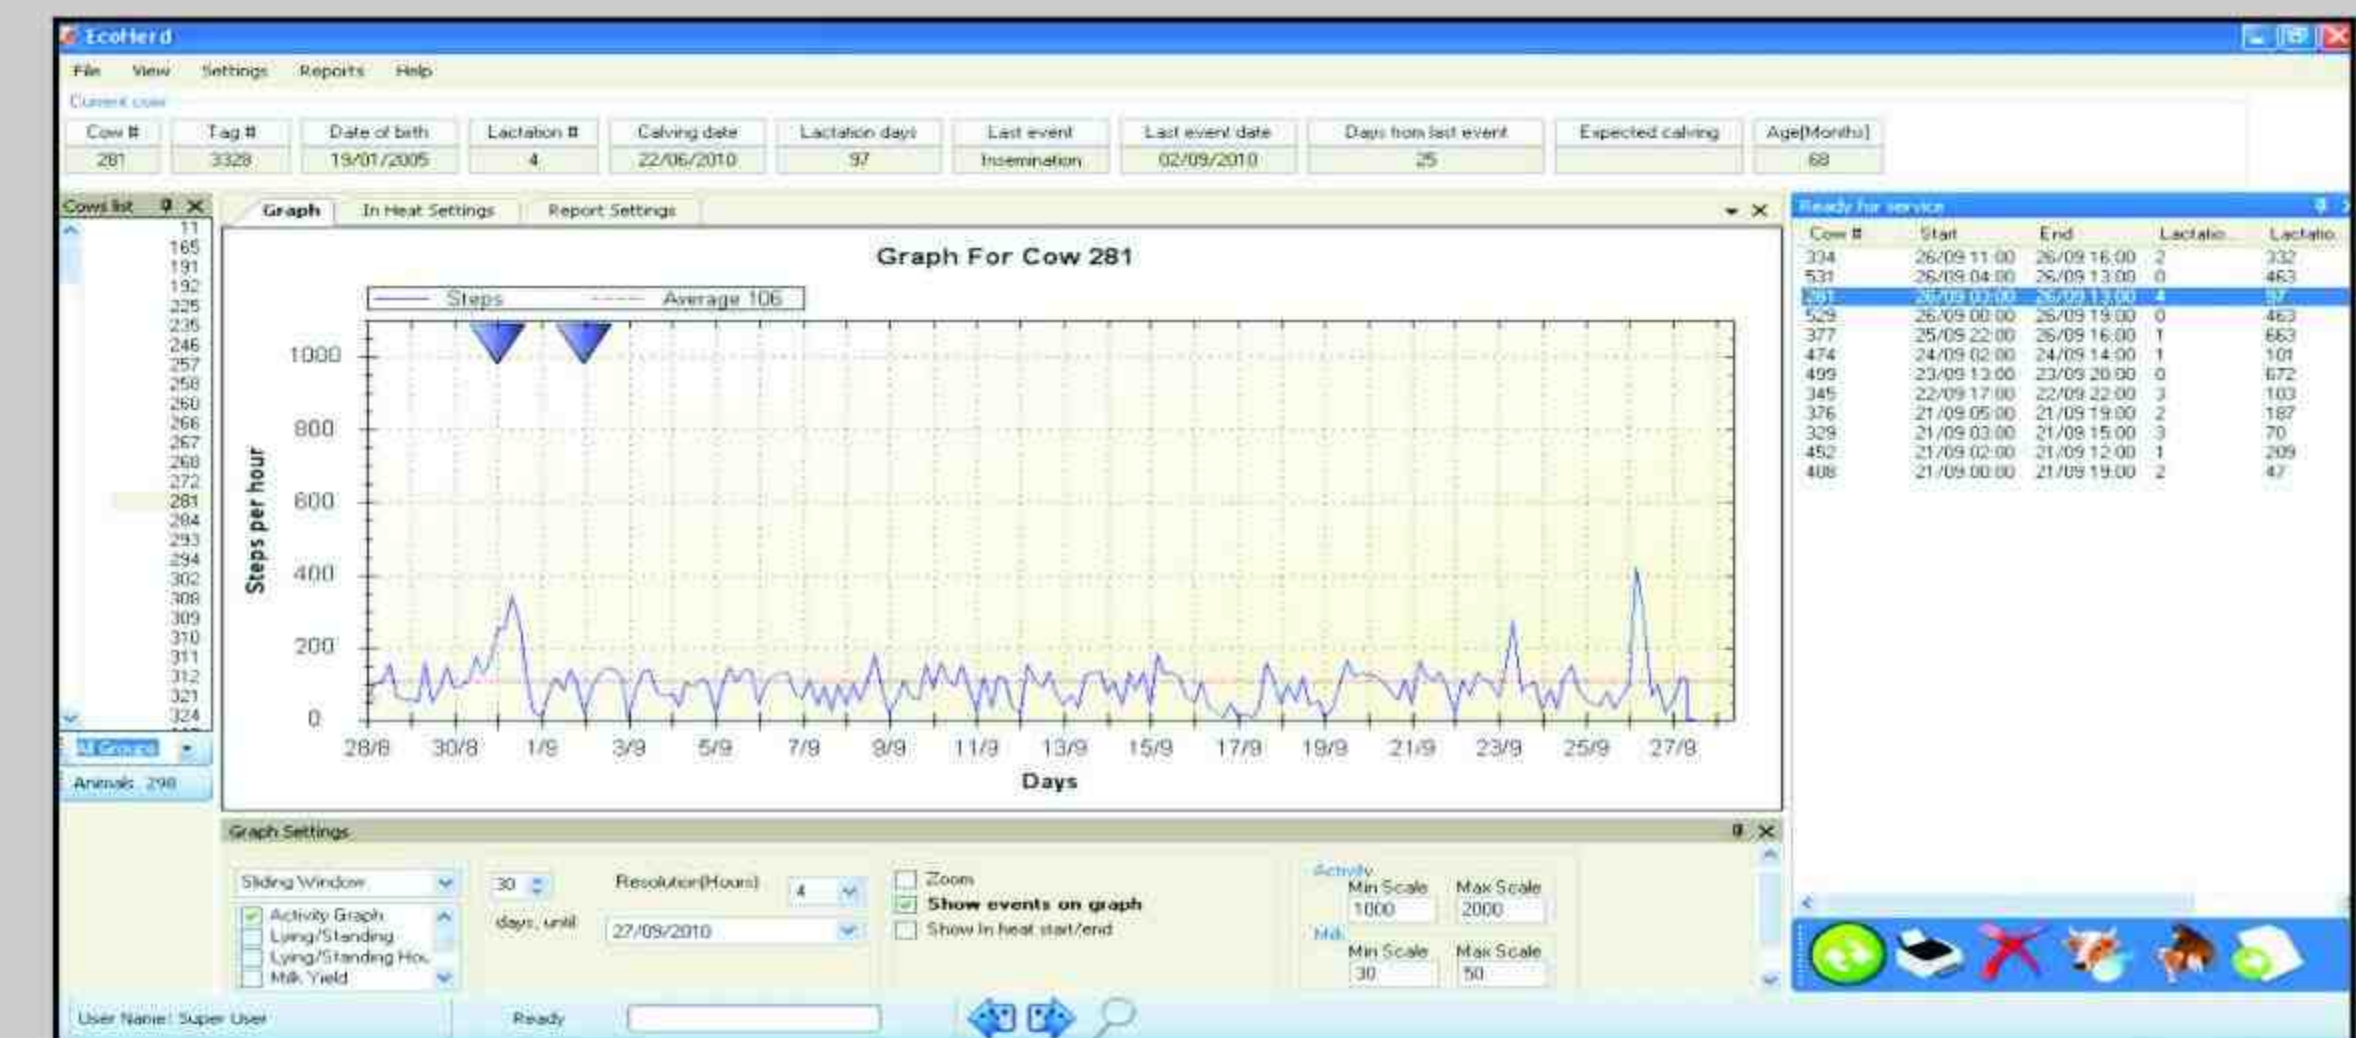 EcoHerd
File View Settings Reports Help
Current cow
Cow # Tag # Date of birth Lactation # Calving date Lactation days Last event Last event date Days from last event Expected calving Age[Months]
281 3328 19/01/2005 4 22/06/2010 97 Insemination 02/09/2010 25 68
Cows list
11
165
191
192
225
235
246
257
258
260
266
267
268
272
281
284
293
294
302
308
309
310
311
312
321
324
All Groups
Animals: 298
Graph In Heat Settings Report Settings
Graph For Cow 281
Steps Average 106
Steps per hour
1000
800
600
400
200
0
28/8 30/8 1/9 3/9 5/9 7/9 9/9 11/9 13/9 15/9 17/9 19/9 21/9 23/9 25/9 27/9
Days
Ready for service
Cow # Start End Lactatio... Lactatio
334 26/09 11:00 26/09 16:00 2 332
531 26/09 04:00 26/09 13:00 0 463
281 26/09 03:00 26/09 13:00 4 97
529 26/09 00:00 26/09 19:00 0 463
377 25/09 22:00 26/09 16:00 1 663
474 24/09 02:00 24/09 14:00 1 101
499 23/09 13:00 23/09 20:00 0 672
345 22/09 17:00 22/09 22:00 3 103
376 21/09 05:00 21/09 19:00 2 187
329 21/09 03:00 21/09 15:00 3 70
452 21/09 02:00 21/09 12:00 1 209
408 21/09 00:00 21/09 19:00 2 47
Graph Settings
Sliding Window
Activity Graph
Lying/Standing
Lying/Standing Hou
Milk Yield
30
days, until
Resolution(Hours) 4
27/09/2010
Zoom
Show events on graph
Show In heat start/end
Activity
Min Scale Max Scale
1000 2000
Milk
Min Scale Max Scale
30 50
User Name: Super User Ready